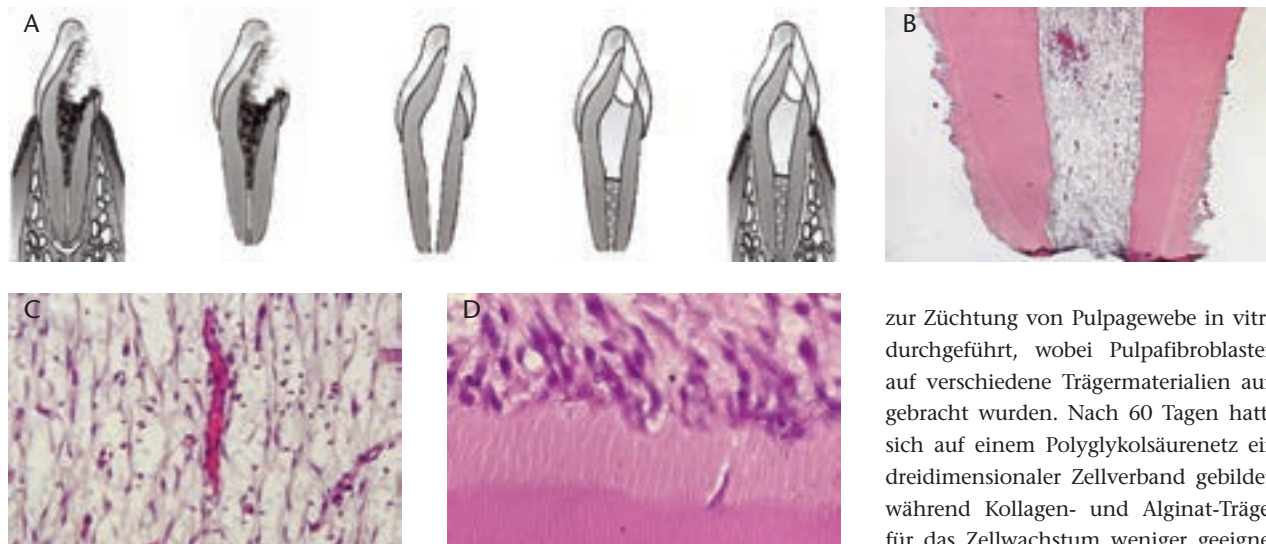 A
B
C
D
zur Züchtung von Pulpagewebe in vitr
durchgeführt, wobei Pulpafibroblaste
auf verschiedene Trägermaterialien au
gebracht wurden. Nach 60 Tagen hatt
sich auf einem Polyglykolsäurenetz ei
dreidimensionaler Zellverband gebilde
während Kollagen- und Alginat-Träge
für das Zellwachstum weniger geeigne